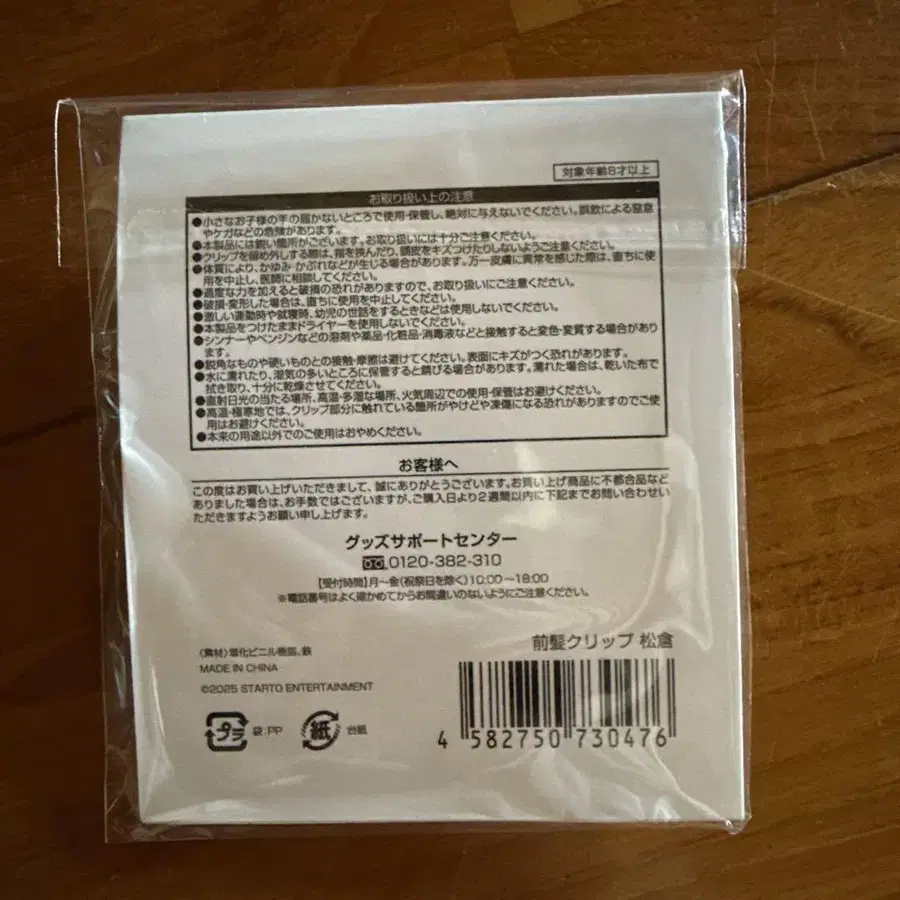 対象年齢8才以上
お取り扱い上の注意
●小さなお子様の手の届かないところで使用・保管し、絶対に与えないでください。誤飲による窒息
やケガなどの危険があります。
●本製品には鋭い箇所がございます。お取り扱いには十分ご注意ください。
●クリップを留め外しする際は、指を挟んだり、頭皮をキズつけたりしないようご注意ください。
●体質により、かゆみ・かぶれなどが生じる場合があります。万一皮膚に異常を感じた際は、直ちに使
用を中止し、医師に相談してください。
●過度な力を加えると破損の恐れがありますので、お取り扱いにご注意ください。
●破損・変形した場合は、直ちに使用を中止してください。
●激しい運動時や就寝時、幼児の世話をするときなどは使用しないでください。
●本製品をつけたままドライヤーを使用しないでください。
●シンナーやベンジンなどの溶剤や薬品・化粧品・消毒液などと接触すると変色・変質する場合があり
ます。
●鋭角なものや硬いものとの接触・摩擦は避けてください。表面にキズがつく恐れがあります。
●水に濡れたり、湿気の多いところに保管すると錆びる場合があります。濡れた場合は、乾いた布で
拭き取り、十分に乾燥させてください。
●直射日光の当たる場所、高温・多湿な場所、火気周辺での使用・保管はお避けください。
●高温・極寒地では、クリップ部分に触れている箇所がやけどや凍傷になる恐れがありますのでご使
用はお避けください。
●本来の用途以外でのご使用はおやめください。
お客様へ
この度はお買い上げいただきまして、誠にありがとうございます。お買い上げ商品に不都合品など
ありました場合は、お手数ではございますが、ご購入日より2週間以内に下記までお問い合わせい
ただきますようお願い申し上げます。
グッズサポートセンター
0120-382-310
【受付時間】月～金(祝祭日を除く)10:00～18:00
※電話番号はよく確かめてからお間違いのないようにご注意ください。
前髪クリップ 松倉
〈素材〉塩化ビニル樹脂、鉄
MADE IN CHINA
©2025 STARTO ENTERTAINMENT
プラ 袋:PP 紙 台紙
4 582750 730476